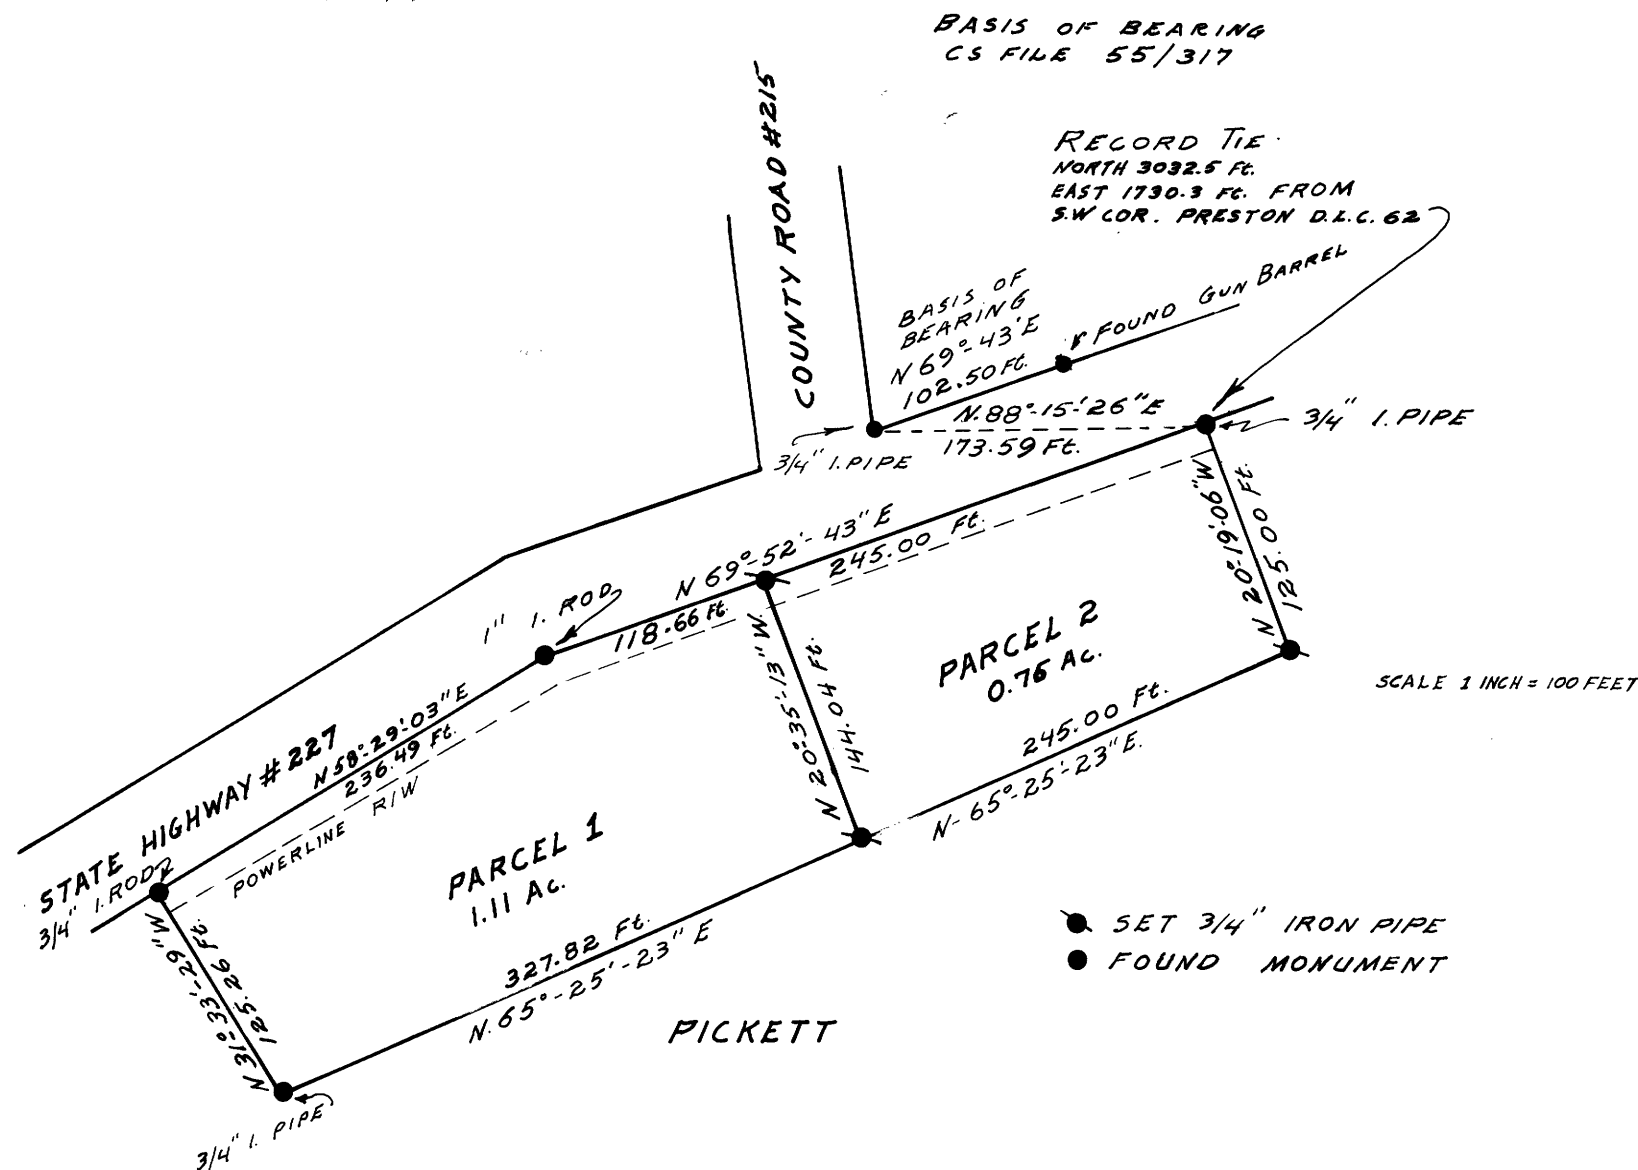 BASIS OF BEARING
CS FILE 55/317
COUNTY ROAD #215
RECORD TIE
NORTH 3032.5 Ft.
EAST 1730.3 Ft. FROM
S.W COR. PRESTON D.L.C. 62
BASIS OF
BEARING
N 69°-43'E
102.50 Ft.
FOUND GUN BARREL
N.88°-15'-26"E
173.59 Ft.
3/4" I. PIPE
3/4" I. PIPE
N 69°-52'-43" E
245.00 Ft.
N 20°-19'-06" W
125.00 Ft.
1" I. ROD
118.66 Ft.
N 20°-35'-13" W
144.04 Ft.
PARCEL 2
0.76 Ac.
SCALE 1 INCH = 100 FEET
245.00 Ft.
N-65°-25'-23" E.
STATE HIGHWAY # 227
N 58°-29'-03" E
236.49 Ft.
POWERLINE R/W
3/4" I. ROD
PARCEL 1
1.11 Ac.
N 31°-33'-29" W
125.26 Ft.
327.82 Ft.
N. 65°-25'-23" E
PICKETT
3/4" I. PIPE
SET 3/4" IRON PIPE
FOUND MONUMENT